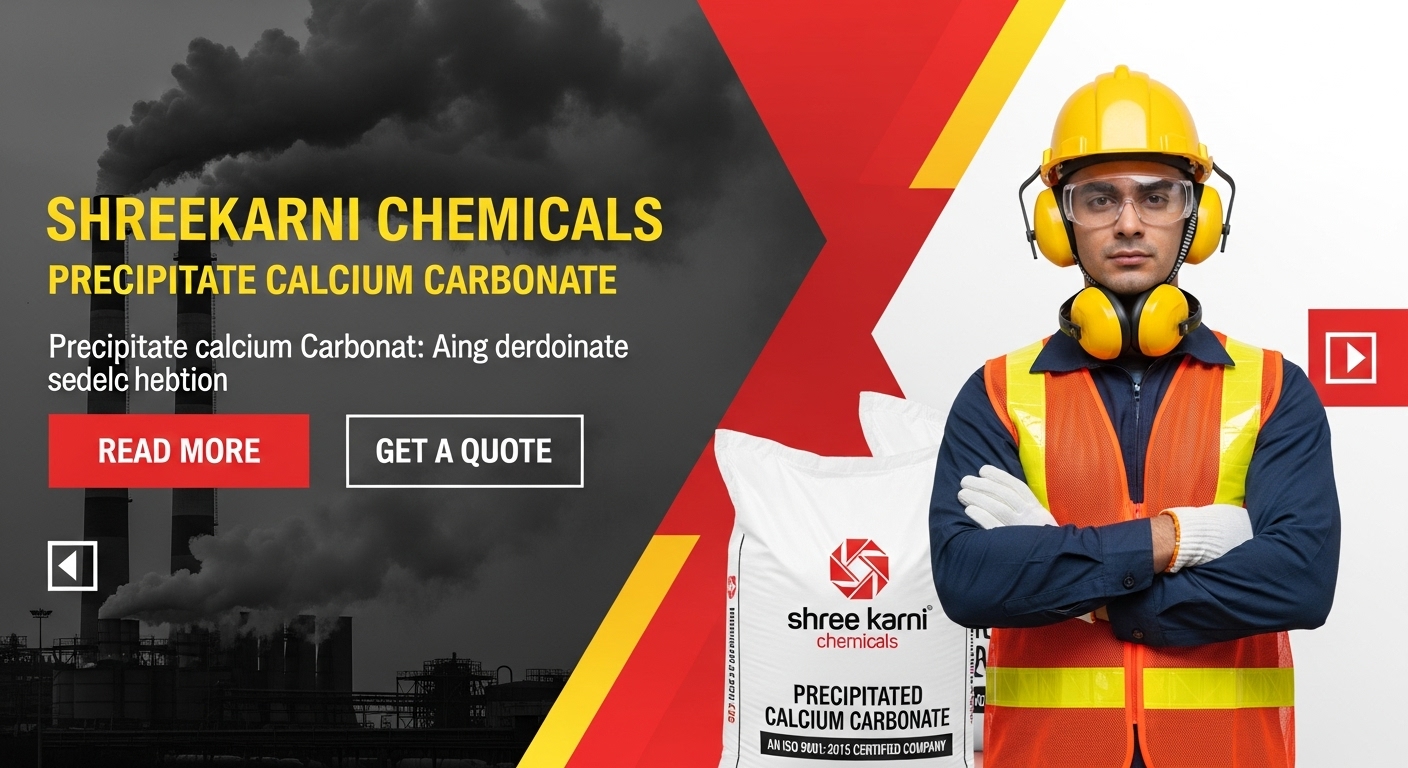 SHREEKARNI CHEMICALS
PRECIPITATE CALCIUM CARBONATE
Precipitate calcium Carbonat: Aing derdoinate
sedelc hebtion
READ MORE
GET A QUOTE
shree karni
chemicals
PRECIPITATED
CALCIUM CARBONATE
AN ISO 9001: 2015 CERTIFIED COMPANY